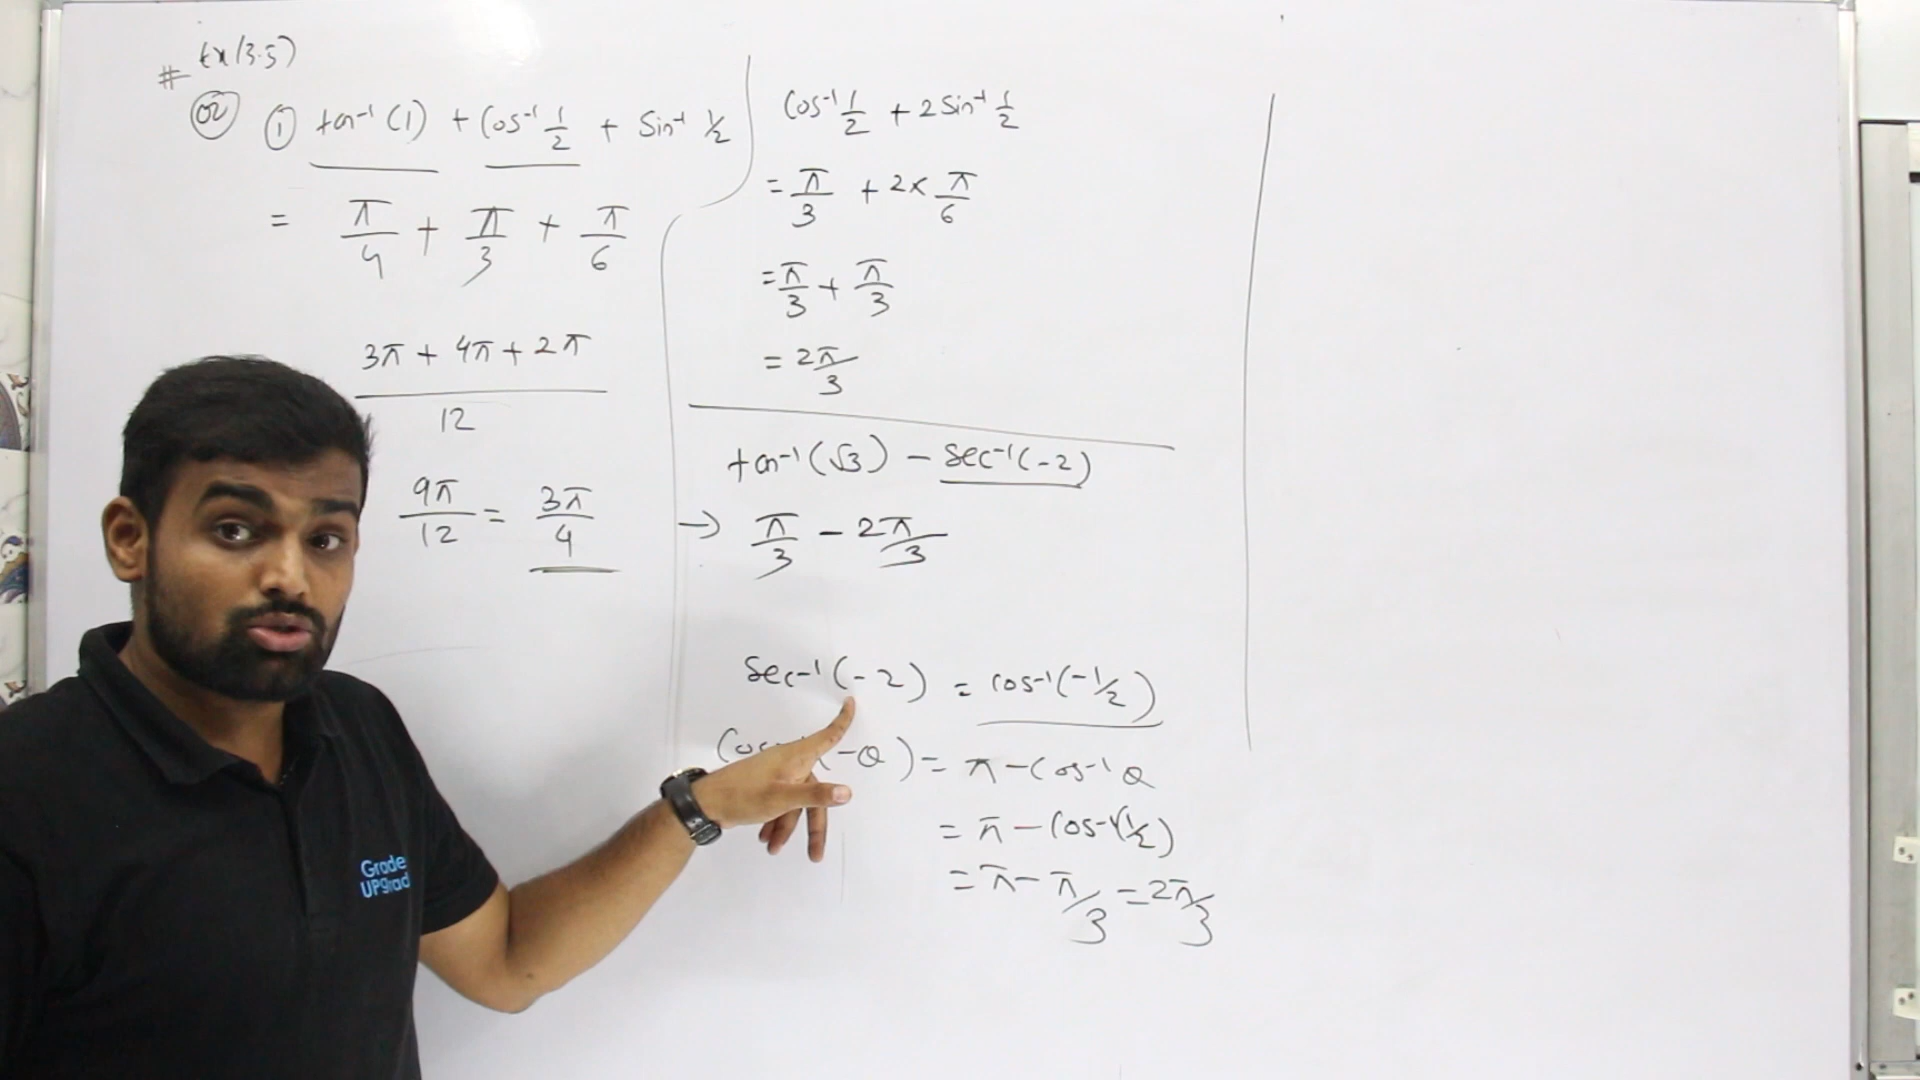 # Ex(3.5)
Q2 ① tan⁻¹(1) + cos⁻¹ 1/2 + Sin⁻¹ 1/2
= π/4 + π/3 + π/6
3π + 4π + 2π / 12
9π/12 = 3π/4
Cos⁻¹ 1/2 + 2 Sin⁻¹ 1/2
= π/3 + 2 × π/6
= π/3 + π/3
= 2π/3
tan⁻¹(√3) − sec⁻¹(-2)
→ π/3 − 2π/3
Sec⁻¹(-2) = cos⁻¹(-1/2)
(-θ) = π − Cos⁻¹ θ
= π − Cos⁻¹(1/2)
= π − π/3 = 2π/3
Grade
UPGrad